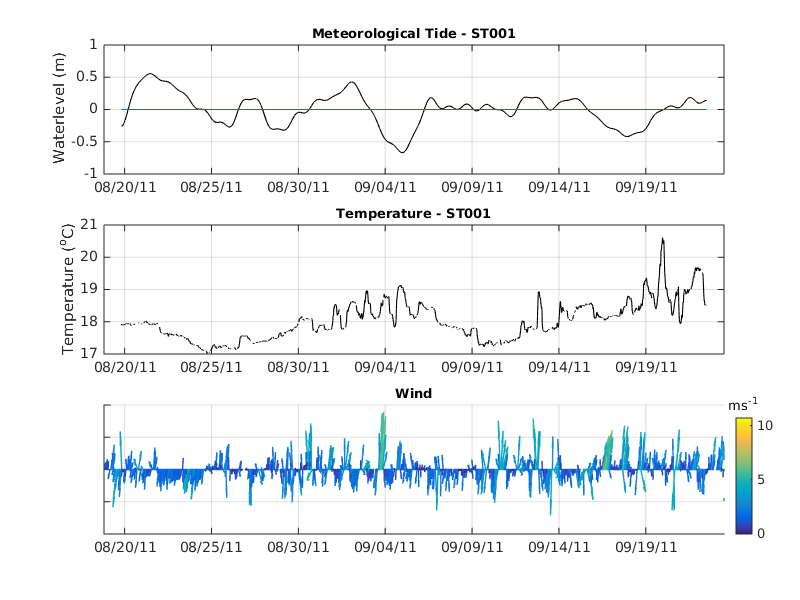 Meteorological Tide - ST001
Waterlevel (m)
1
0.5
0
-0.5
-1
08/20/11 08/25/11 08/30/11 09/04/11 09/09/11 09/14/11 09/19/11
Temperature - ST001
Temperature (°C)
21
20
19
18
17
08/20/11 08/25/11 08/30/11 09/04/11 09/09/11 09/14/11 09/19/11
Wind
ms⁻¹
10
5
0
08/20/11 08/25/11 08/30/11 09/04/11 09/09/11 09/14/11 09/19/11